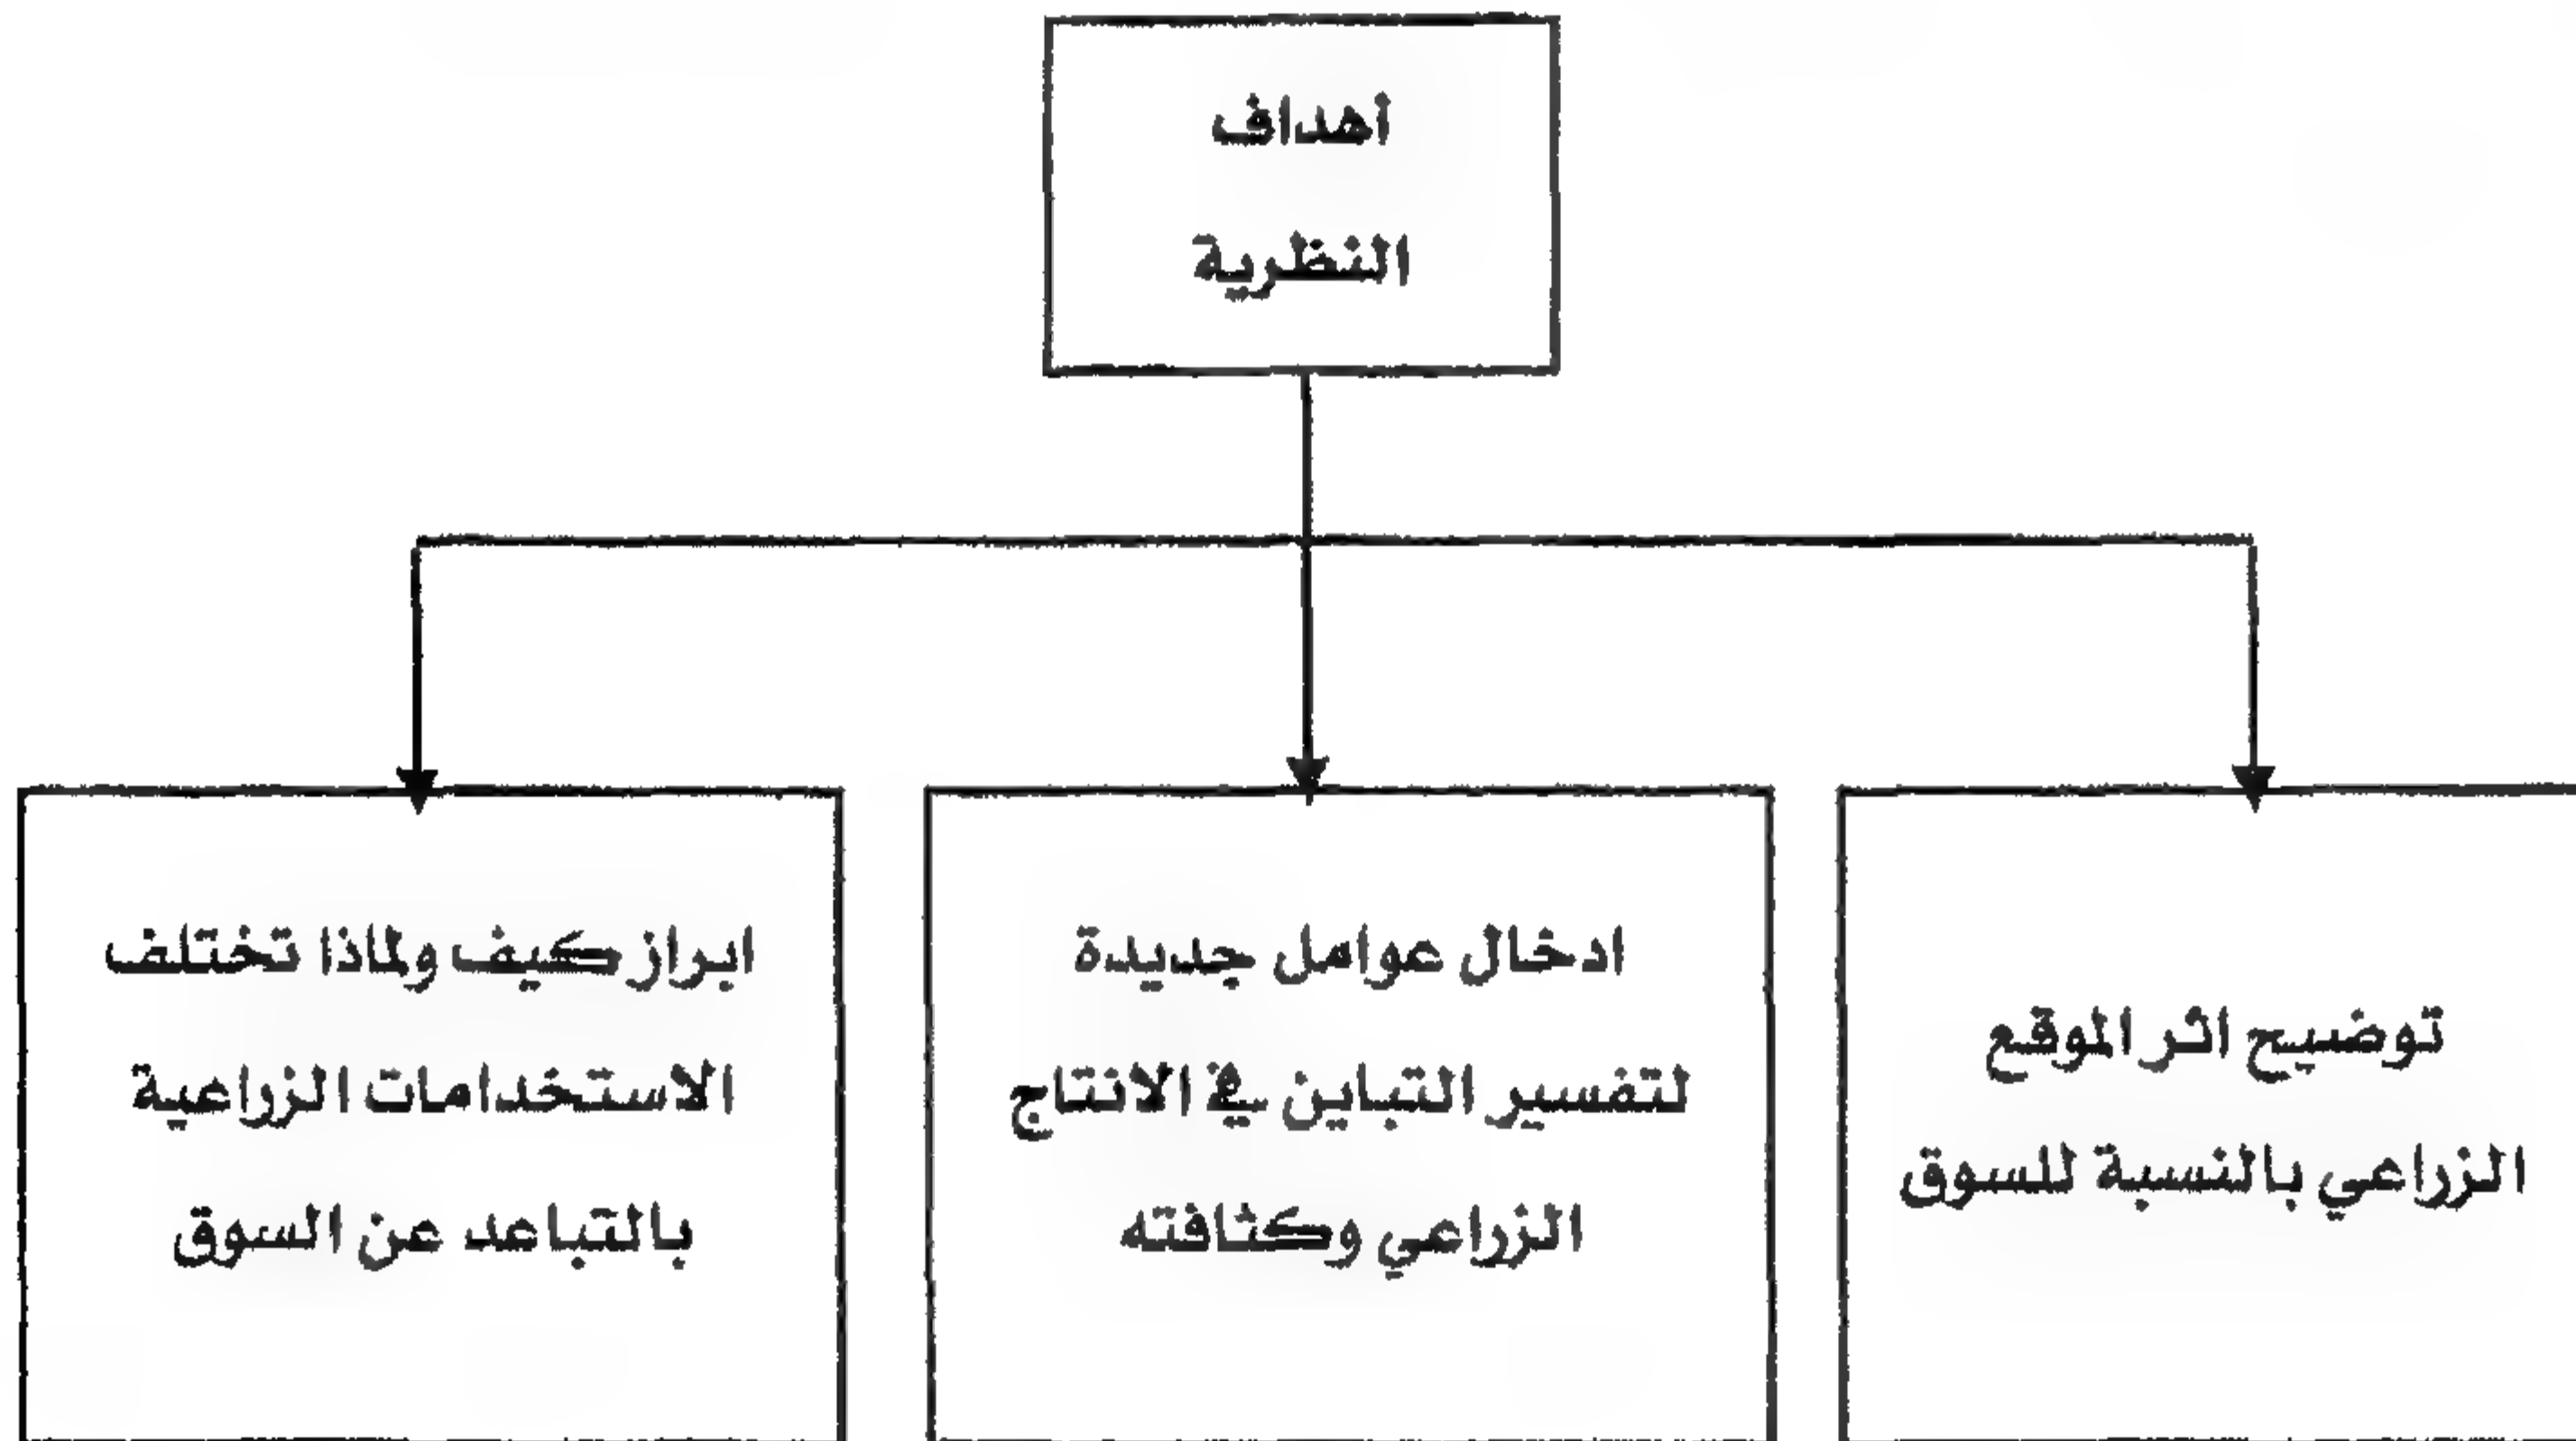 أهداف
النظرية
توضيح اثر الموقع
الزراعي بالنسبة للسوق
ادخال عوامل جديدة
لتفسير التباين في الانتاج
الزراعي وكثافته
ابراز كيف ولماذا تختلف
الاستخدامات الزراعية
بالتباعد عن السوق